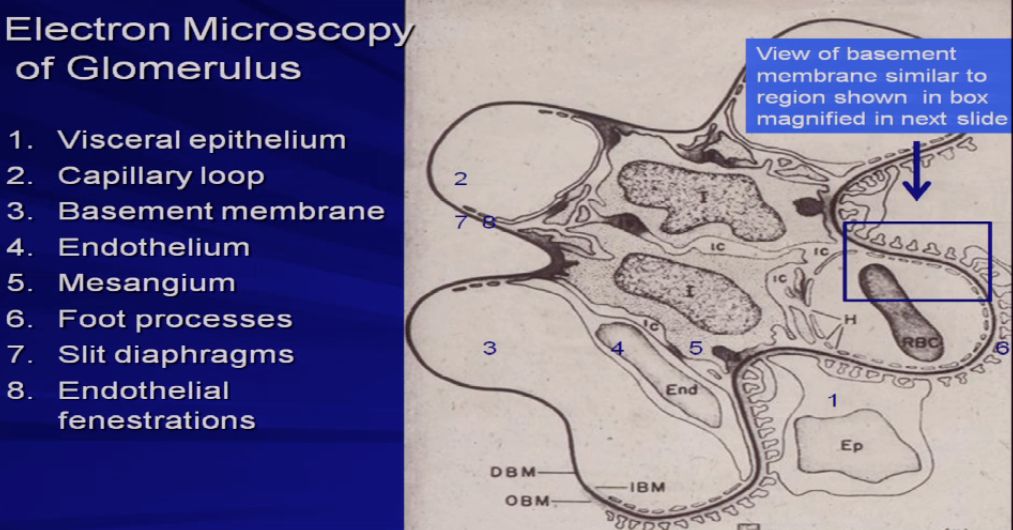 Electron Microscopy
of Glomerulus
1. Visceral epithelium
2. Capillary loop
3. Basement membrane
4. Endothelium
5. Mesangium
6. Foot processes
7. Slit diaphragms
8. Endothelial
fenestrations
View of basement
membrane similar to
region shown in box
magnified in next slide
2
7 8
I
IC
IC
IC
I
IC
H
RBC
3
4
5
6
End
1
Ep
DBM
IBM
OBM